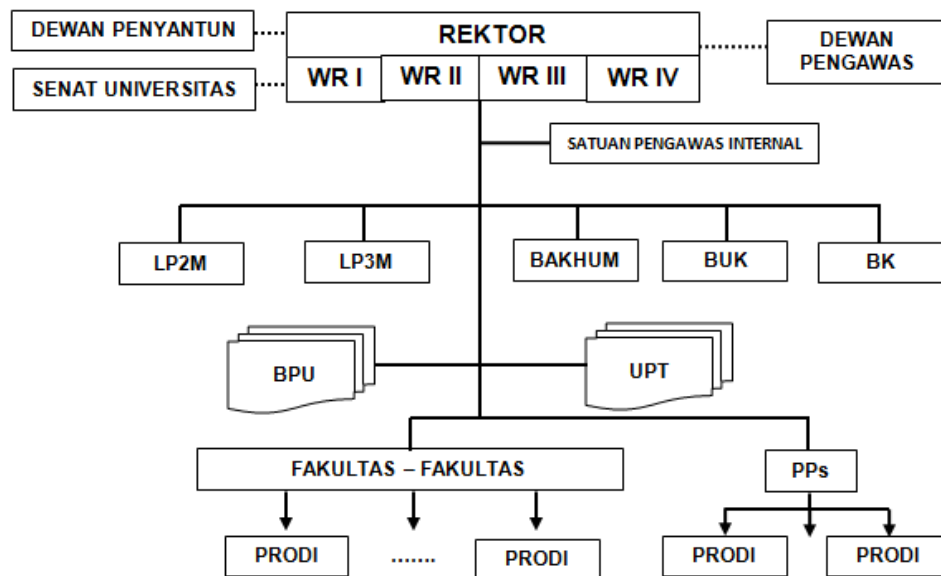 DEWAN PENYANTUN
REKTOR
DEWAN
PENGAWAS
SENAT UNIVERSITAS
WR I
WR II
WR III
WR IV
SATUAN PENGAWAS INTERNAL
LP2M
LP3M
BAKHUM
BUK
BK
BPU
UPT
FAKULTAS – FAKULTAS
PPs
PRODI
.......
PRODI
PRODI
PRODI